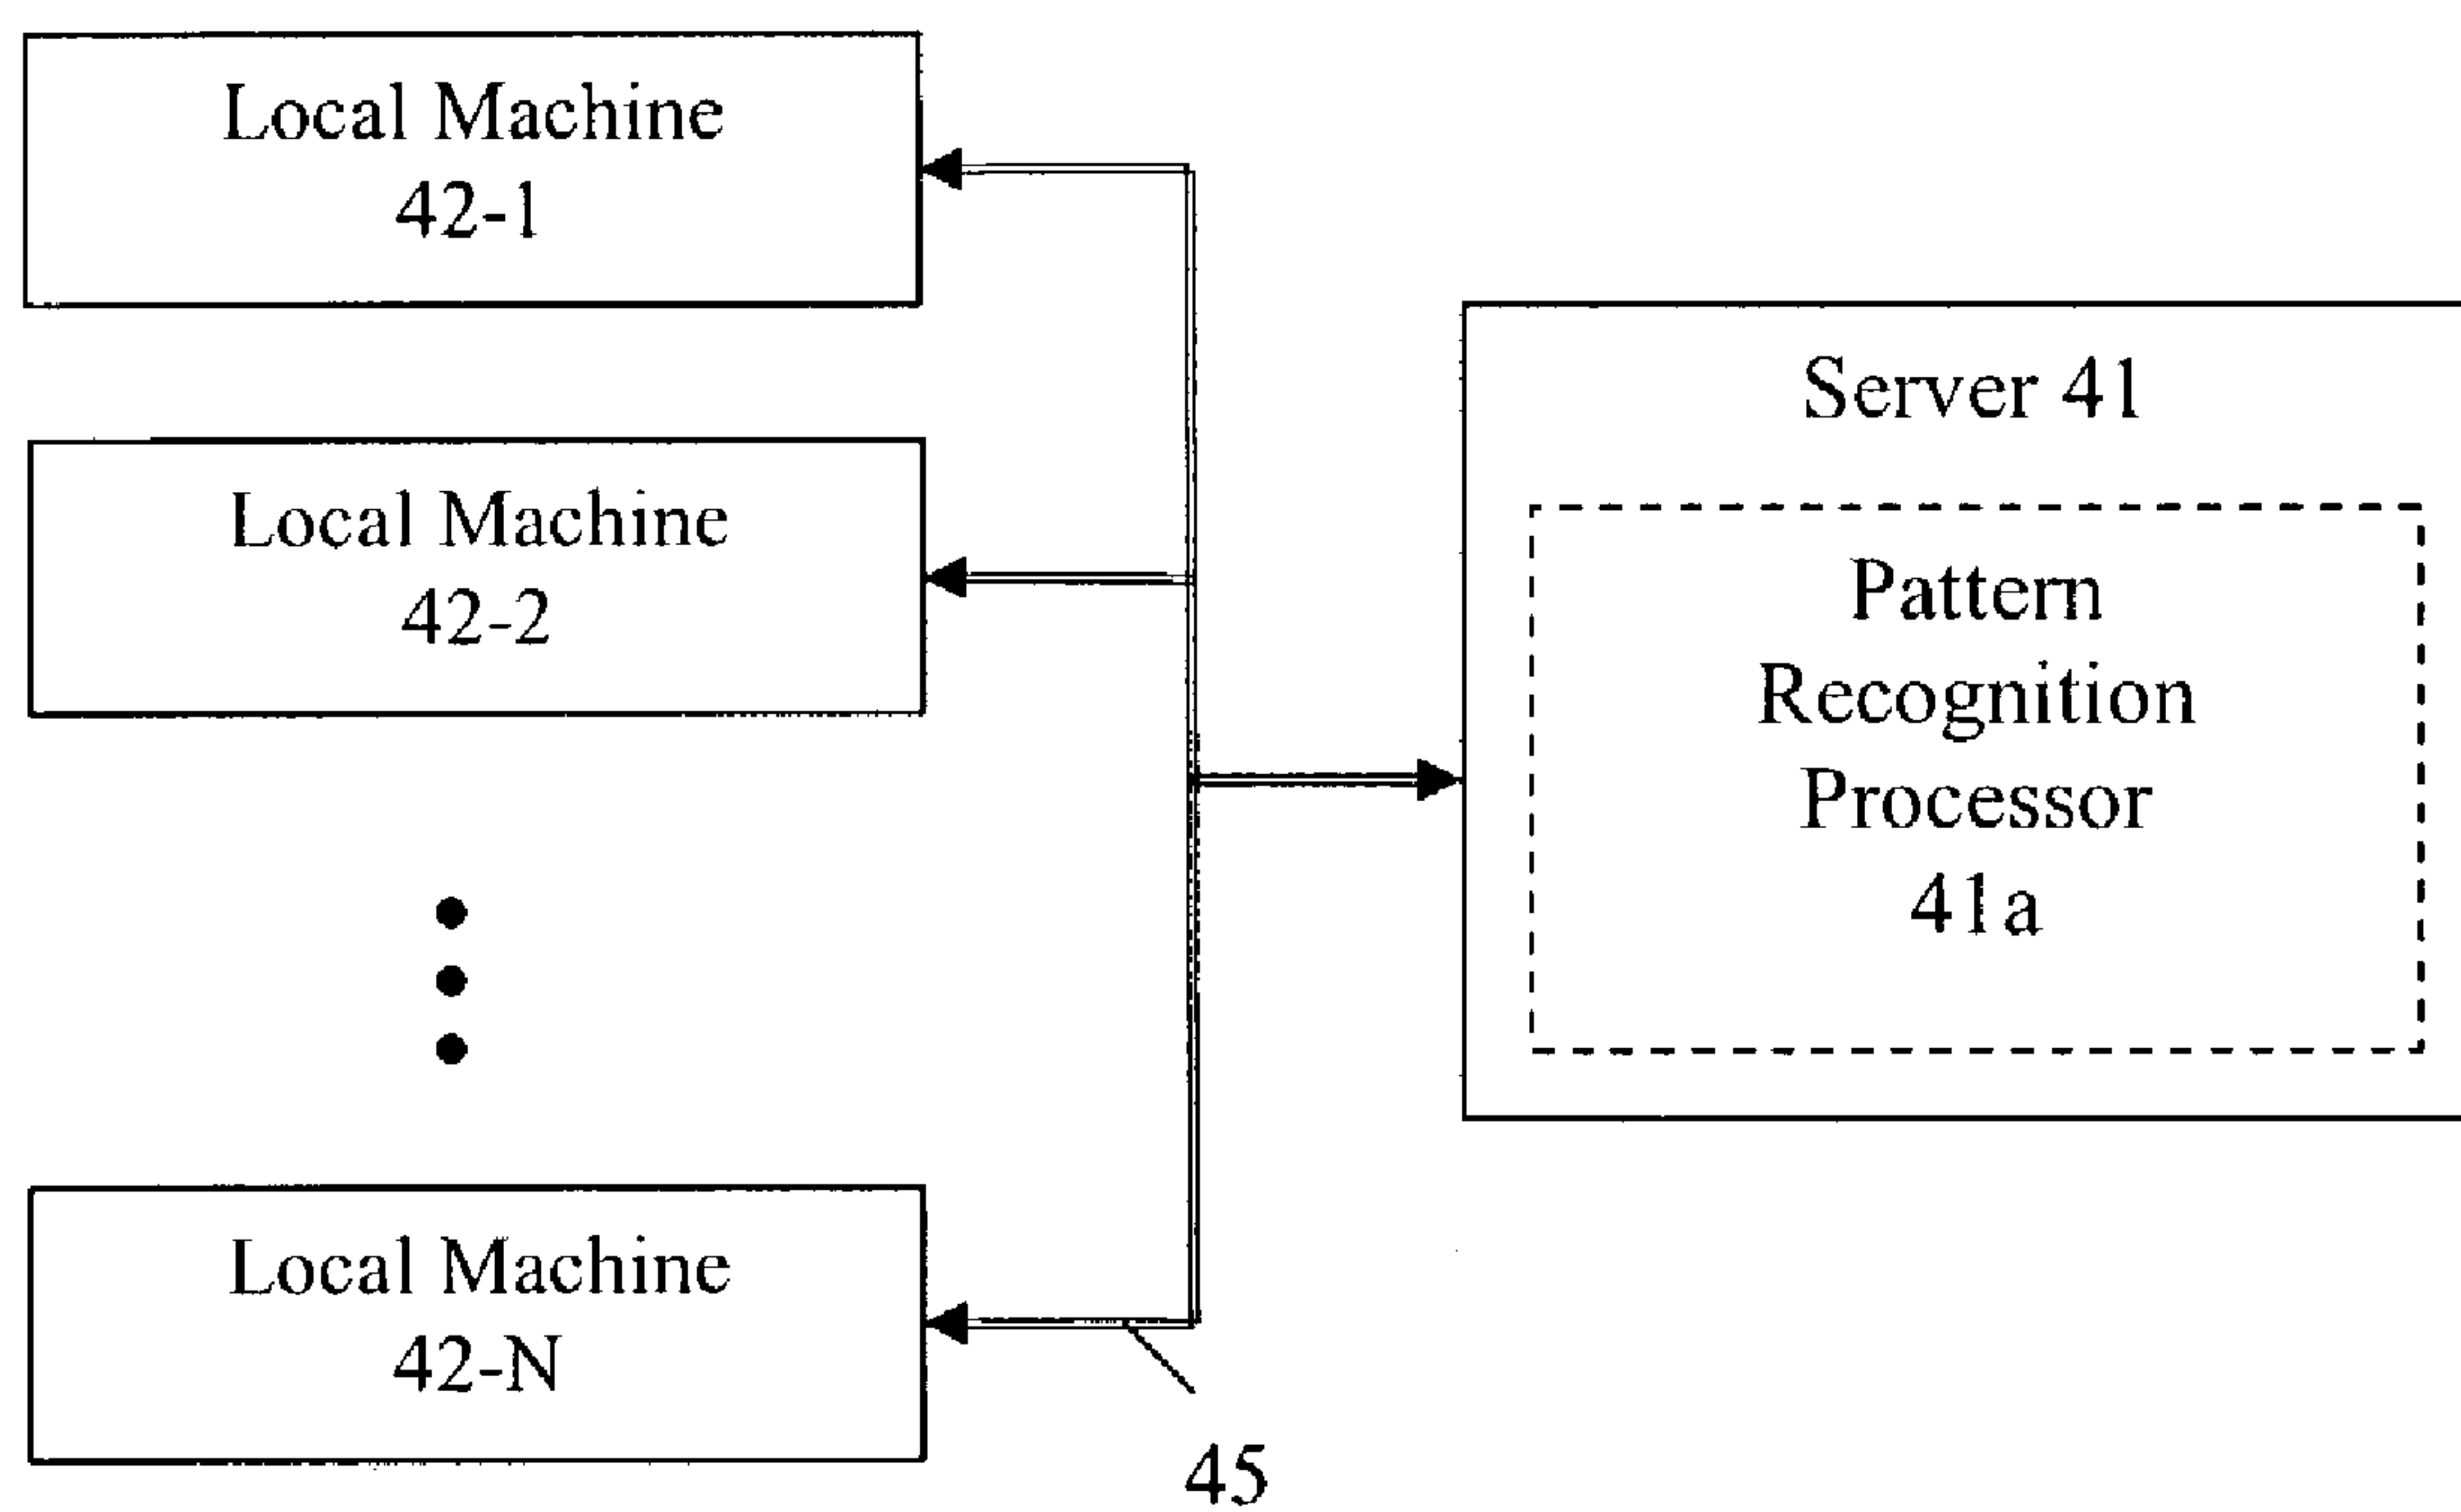 Local Machine
42-1
Local Machine
42-2
Local Machine
42-N
45
Server 41
Pattern
Recognition
Processor
41a